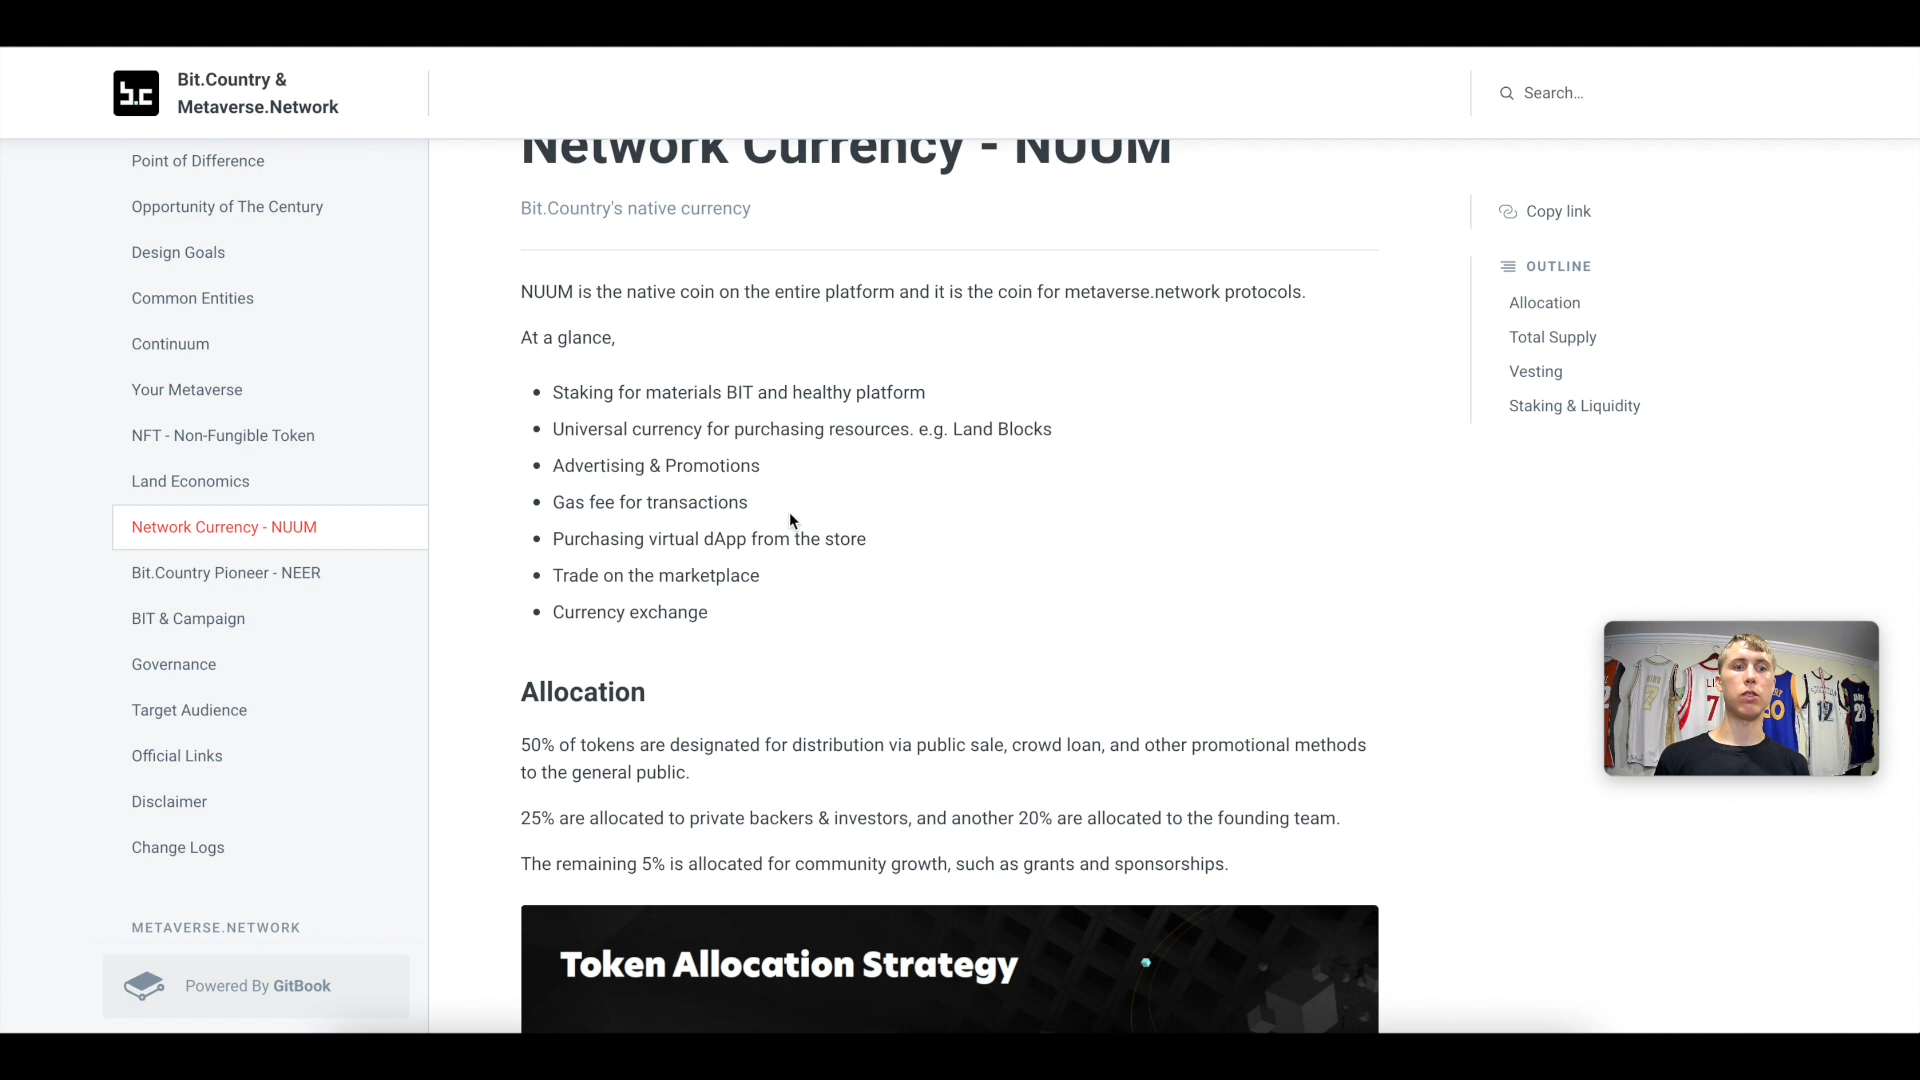 b.c
Bit.Country &
Metaverse.Network
Search...
Point of Difference
Opportunity of The Century
Design Goals
Common Entities
Continuum
Your Metaverse
NFT - Non-Fungible Token
Land Economics
Network Currency - NUUM
Bit.Country Pioneer - NEER
BIT & Campaign
Governance
Target Audience
Official Links
Disclaimer
Change Logs
METAVERSE.NETWORK
Powered By GitBook
Network Currency - NUUM
Bit.Country's native currency
NUUM is the native coin on the entire platform and it is the coin for metaverse.network protocols.
At a glance,
• Staking for materials BIT and healthy platform
• Universal currency for purchasing resources. e.g. Land Blocks
• Advertising & Promotions
• Gas fee for transactions
• Purchasing virtual dApp from the store
• Trade on the marketplace
• Currency exchange
Allocation
50% of tokens are designated for distribution via public sale, crowd loan, and other promotional methods
to the general public.
25% are allocated to private backers & investors, and another 20% are allocated to the founding team.
The remaining 5% is allocated for community growth, such as grants and sponsorships.
Token Allocation Strategy
Copy link
OUTLINE
Allocation
Total Supply
Vesting
Staking & Liquidity
7
12
23